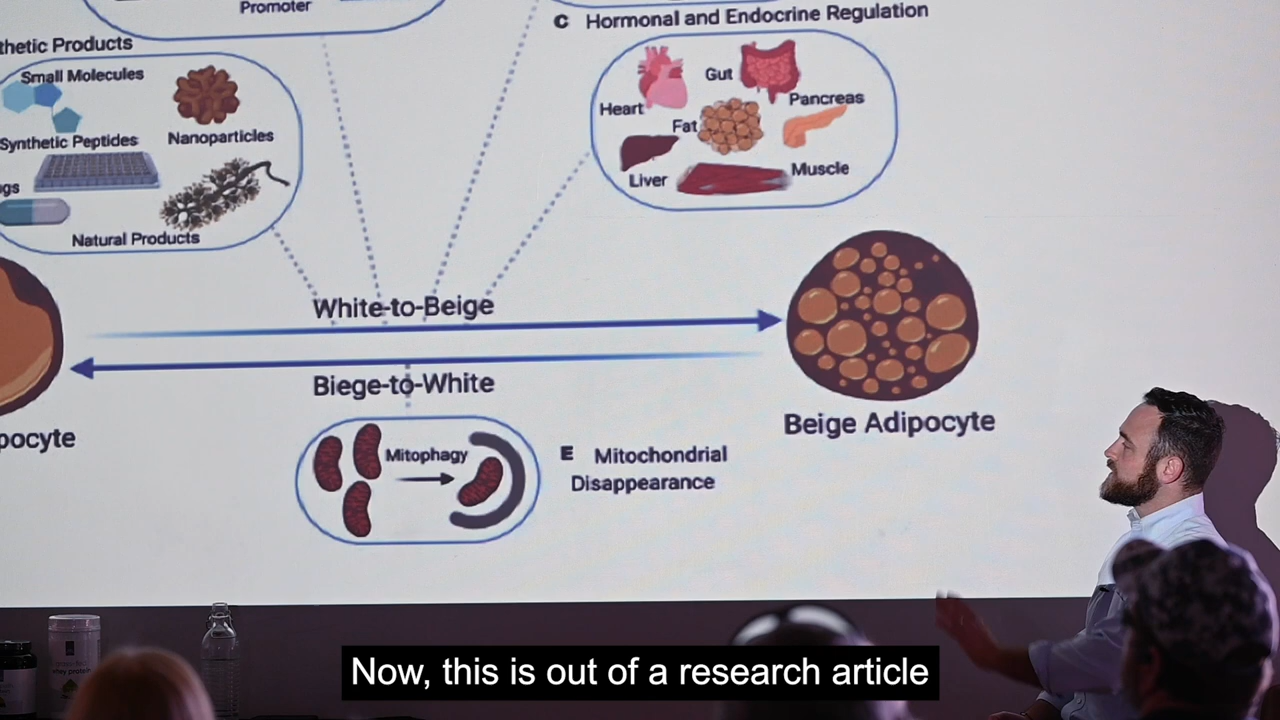 Promoter
C Hormonal and Endocrine Regulation
thetic Products
Small Molecules
Gut
Heart
Pancreas
Fat
Synthetic Peptides
Nanoparticles
Liver
Muscle
gs
Natural Products
White-to-Beige
Biege-to-White
Beige Adipocyte
pocyte
Mitophagy
E Mitochondrial
Disappearance
whey protein
Now, this is out of a research article